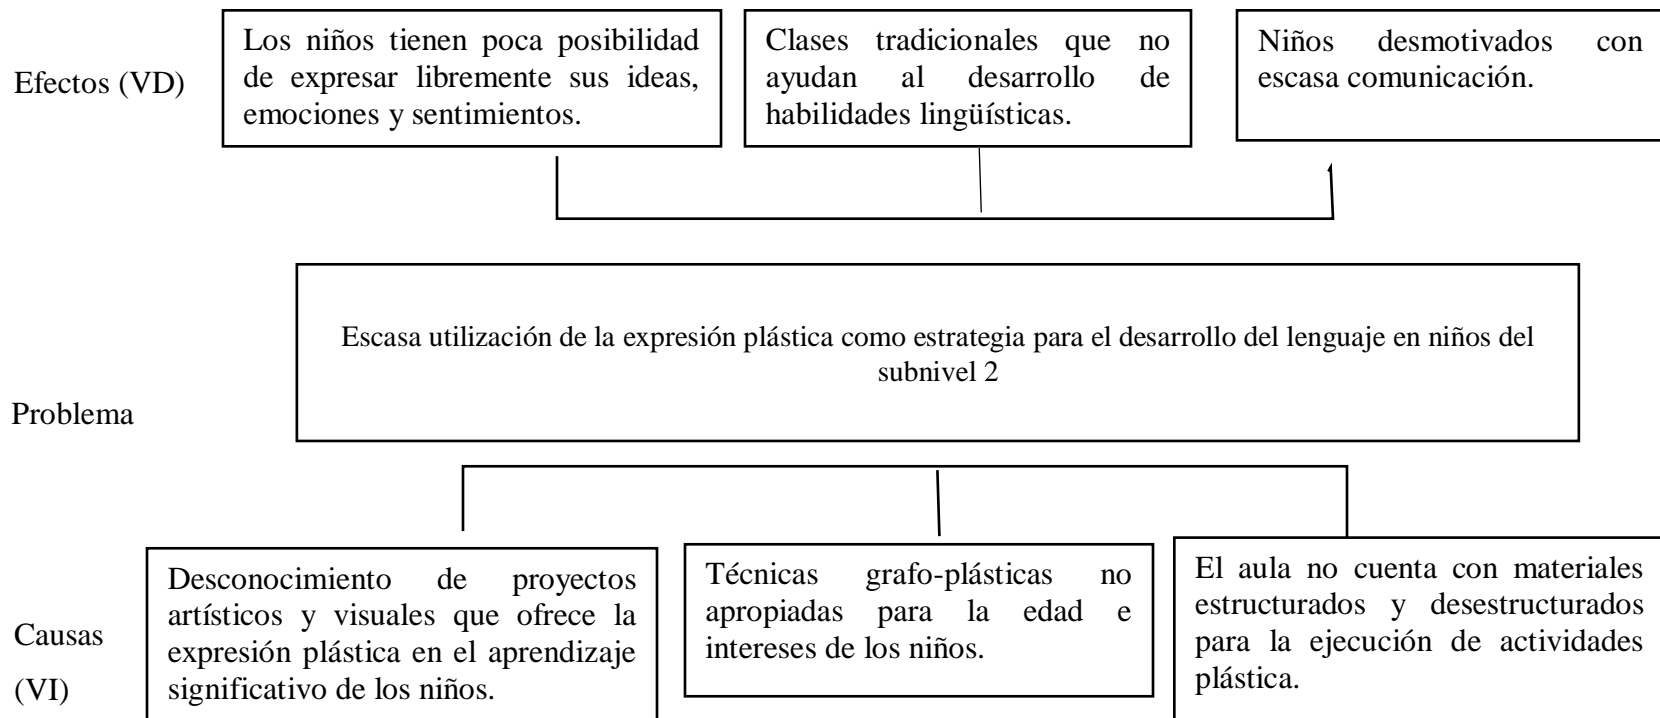 Efectos (VD)
Los niños tienen poca posibilidad
de expresar libremente sus ideas,
emociones y sentimientos.
Clases tradicionales que no
ayudan al desarrollo de
habilidades lingüísticas.
Niños desmotivados con
escasa comunicación.
Problema
Escasa utilización de la expresión plástica como estrategia para el desarrollo del lenguaje en niños del
subnivel 2
Causas
(VI)
Desconocimiento de proyectos
artísticos y visuales que ofrece la
expresión plástica en el aprendizaje
significativo de los niños.
Técnicas grafo-plásticas no
apropiadas para la edad e
intereses de los niños.
El aula no cuenta con materiales
estructurados y desestructurados
para la ejecución de actividades
plástica.